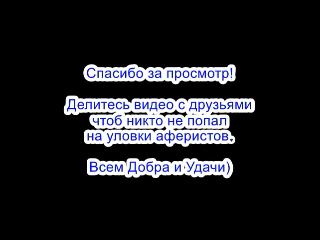 Спасибо за просмотр!
Делитесь видео с друзьями
чтоб никто не попал
на уловки аферистов.
Всем Добра и Удачи)